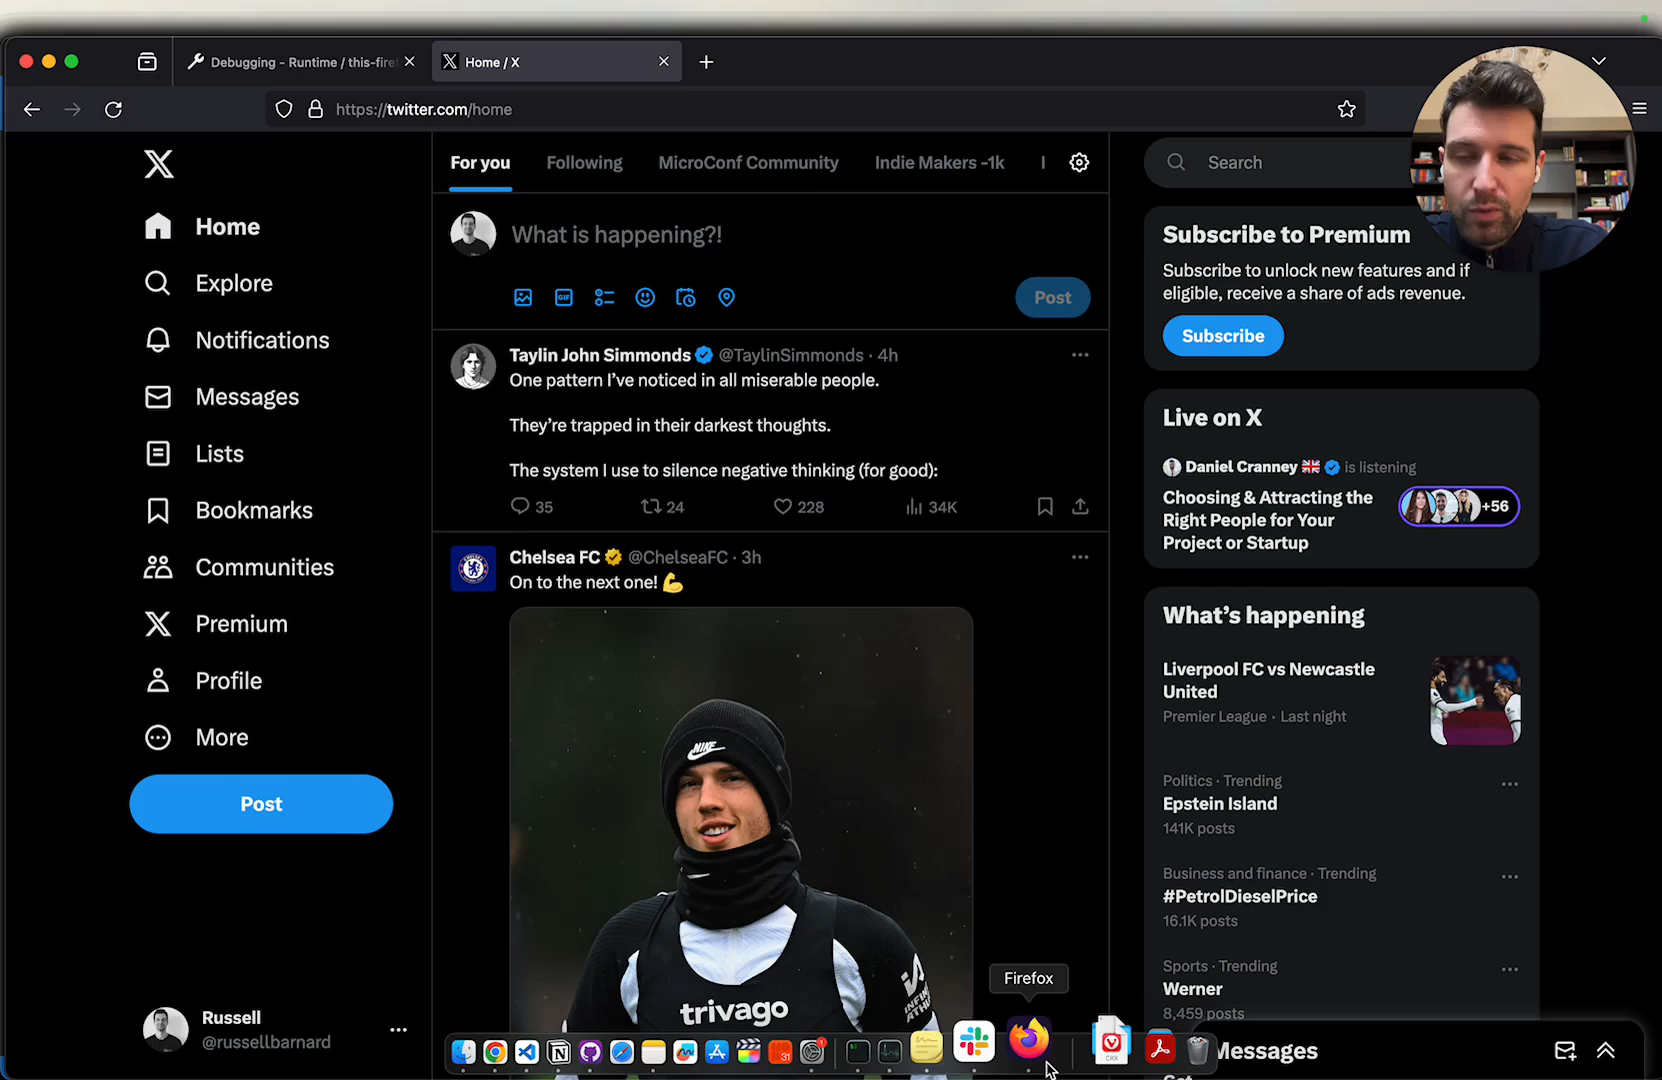 Debugging - Runtime / this-fire
Home / X
https://twitter.com/home
Home
Explore
Notifications
Messages
Lists
Bookmarks
Communities
Premium
Profile
More
Post
Russell
@russellbarnard
For you
Following
MicroConf Community
Indie Makers -1k
What is happening?!
GIF
Post
Taylin John Simmonds @TaylinSimmonds · 4h
One pattern I've noticed in all miserable people.
They're trapped in their darkest thoughts.
The system I use to silence negative thinking (for good):
35
24
228
34K
Chelsea FC @ChelseaFC · 3h
On to the next one! 💪
NIKE
trivago
Firefox
Search
Subscribe to Premium
Subscribe to unlock new features and if
eligible, receive a share of ads revenue.
Subscribe
Live on X
Daniel Cranney 🇬🇧 is listening
Choosing & Attracting the
Right People for Your
Project or Startup
+56
What's happening
Liverpool FC vs Newcastle
United
Premier League · Last night
Politics · Trending
Epstein Island
141K posts
Business and finance · Trending
#PetrolDieselPrice
16.1K posts
Sports · Trending
Werner
8,459 posts
Messages
31
1
CRX